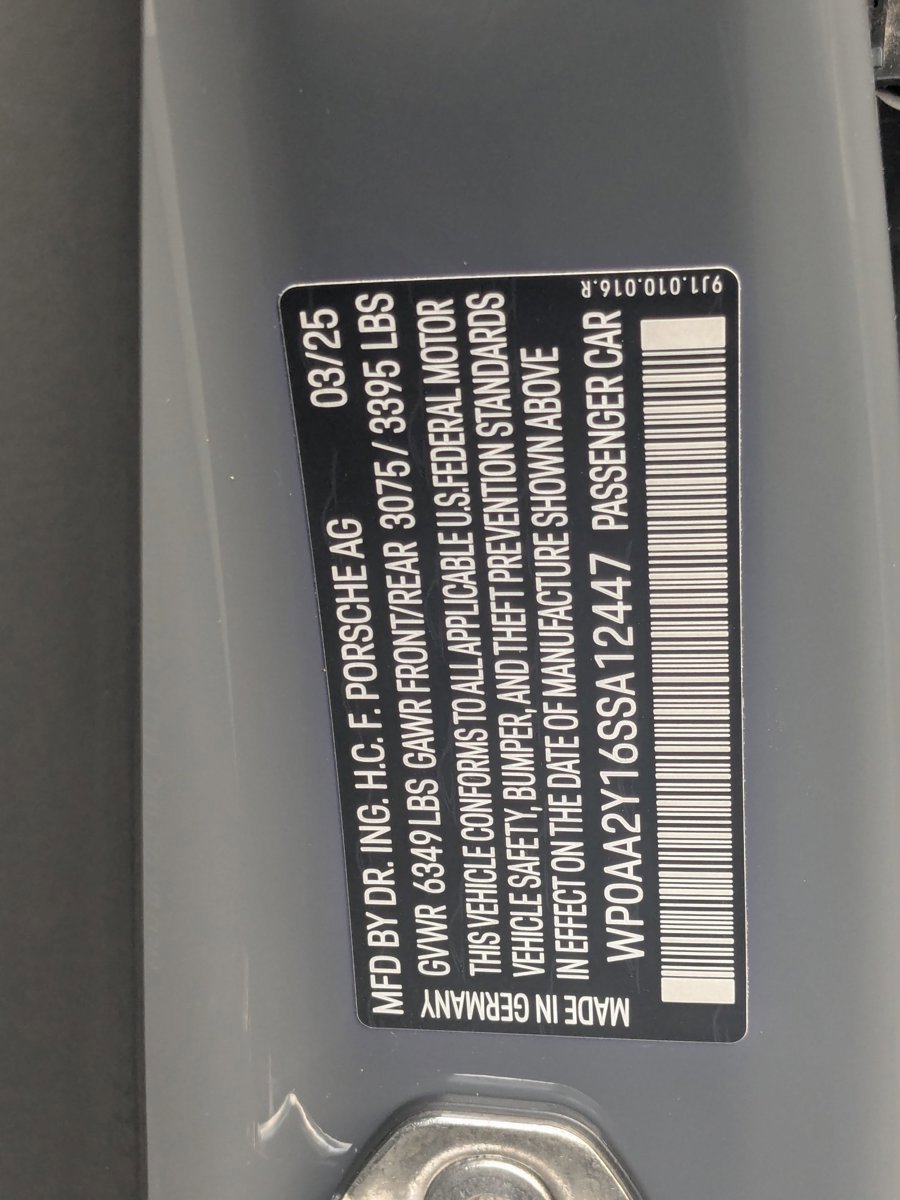 MFD BY DR. ING. H.C. F. PORSCHE AG 03/25
GVWR 6349 LBS GAWR FRONT/REAR 3075 / 3395 LBS
THIS VEHICLE CONFORMS TO ALL APPLICABLE U.S.FEDERAL MOTOR
VEHICLE SAFETY, BUMPER, AND THEFT PREVENTION STANDARDS
IN EFFECT ON THE DATE OF MANUFACTURE SHOWN ABOVE
WP0AA2Y16SSA12447 PASSENGER CAR
MADE IN GERMANY
9J1.010.016.R